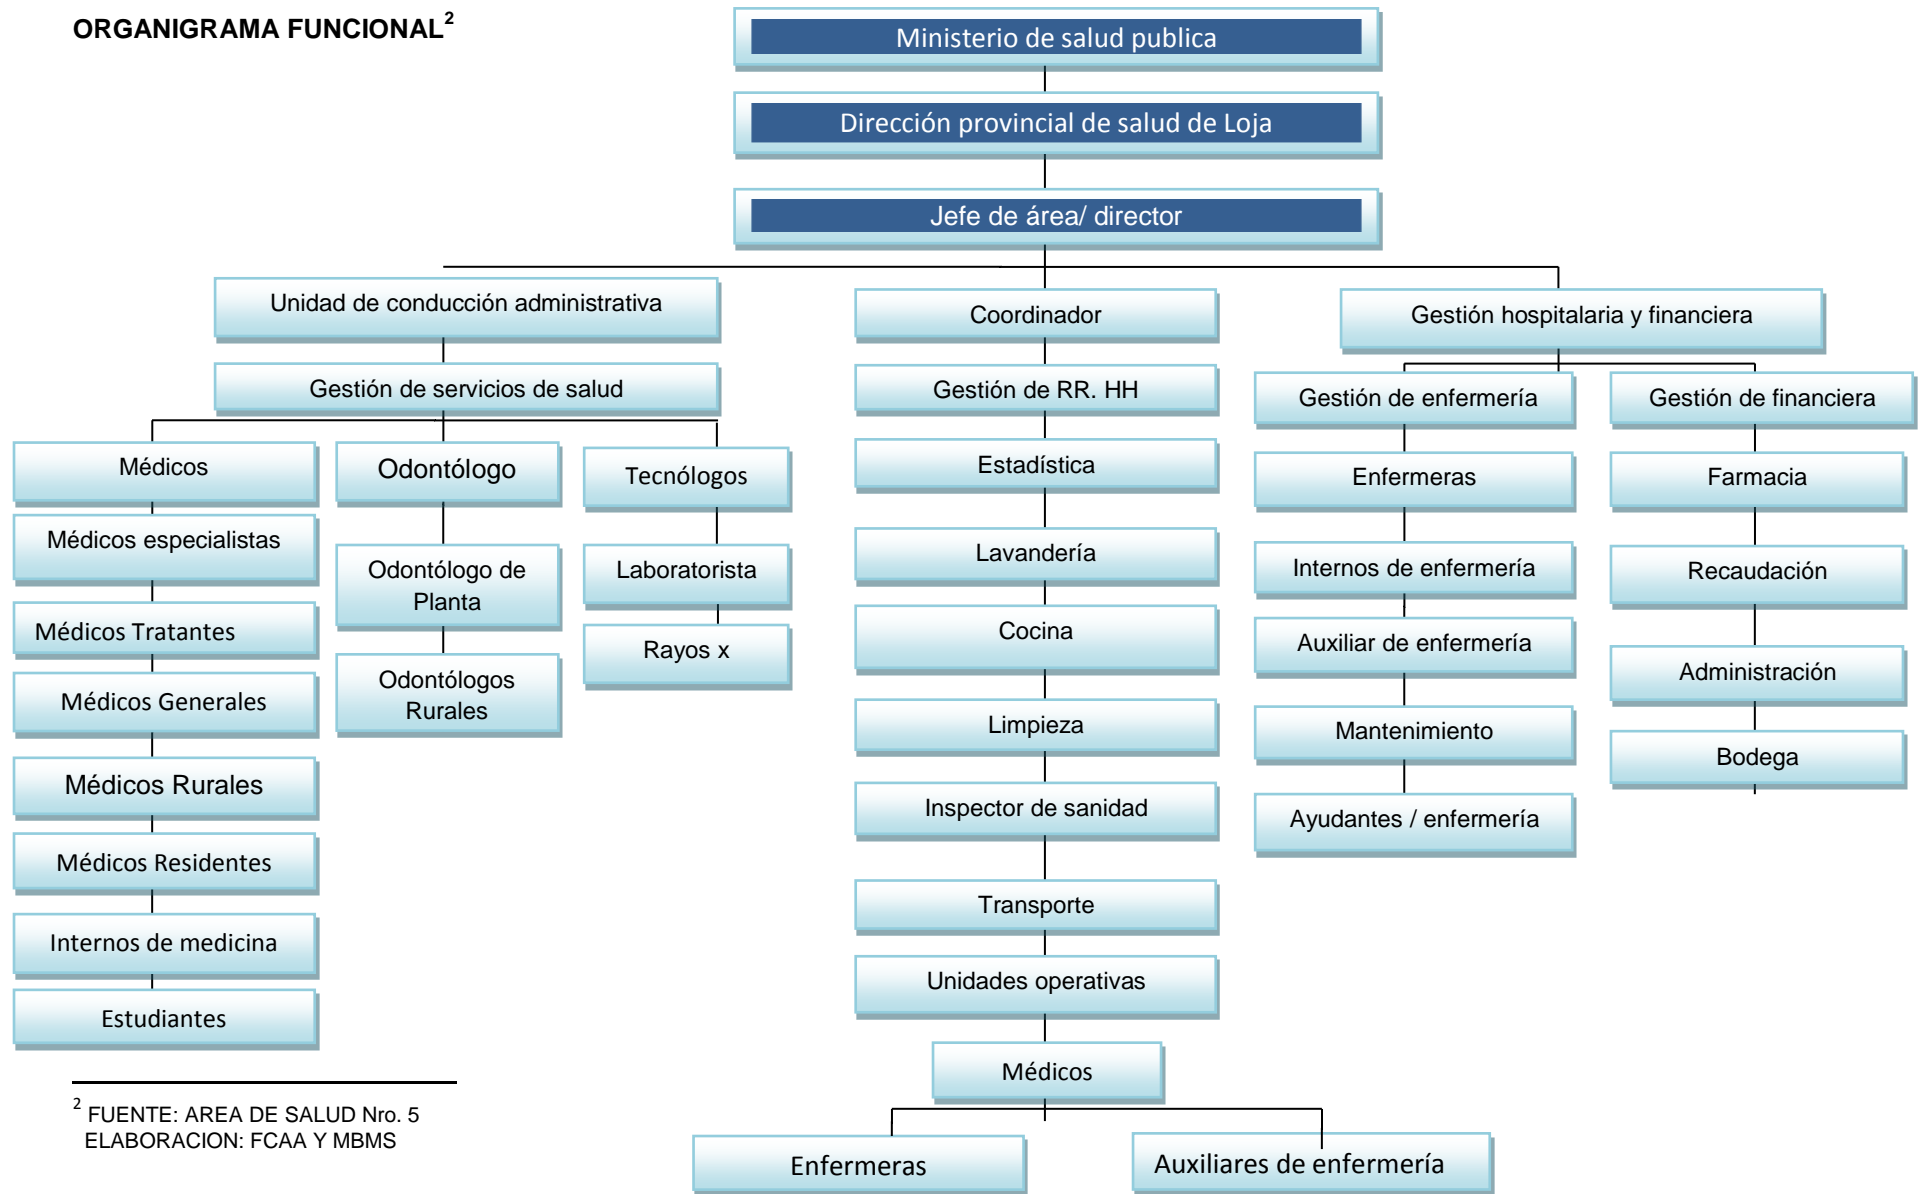 ORGANIGRAMA FUNCIONAL²
Ministerio de salud publica
Dirección provincial de salud de Loja
Jefe de área/ director
Unidad de conducción administrativa
Coordinador
Gestión hospitalaria y financiera
Gestión de servicios de salud
Gestión de RR. HH
Gestión de enfermería
Gestión de financiera
Médicos
Odontólogo
Tecnólogos
Estadística
Enfermeras
Farmacia
Médicos especialistas
Odontólogo de
Planta
Laboratorista
Lavandería
Internos de enfermería
Recaudación
Médicos Tratantes
Rayos x
Cocina
Auxiliar de enfermería
Administración
Médicos Generales
Odontólogos
Rurales
Limpieza
Mantenimiento
Bodega
Médicos Rurales
Inspector de sanidad
Ayudantes / enfermería
Médicos Residentes
Transporte
Internos de medicina
Unidades operativas
Estudiantes
Médicos
Enfermeras
Auxiliares de enfermería
² FUENTE: AREA DE SALUD Nro. 5
ELABORACION: FCAA Y MBMS